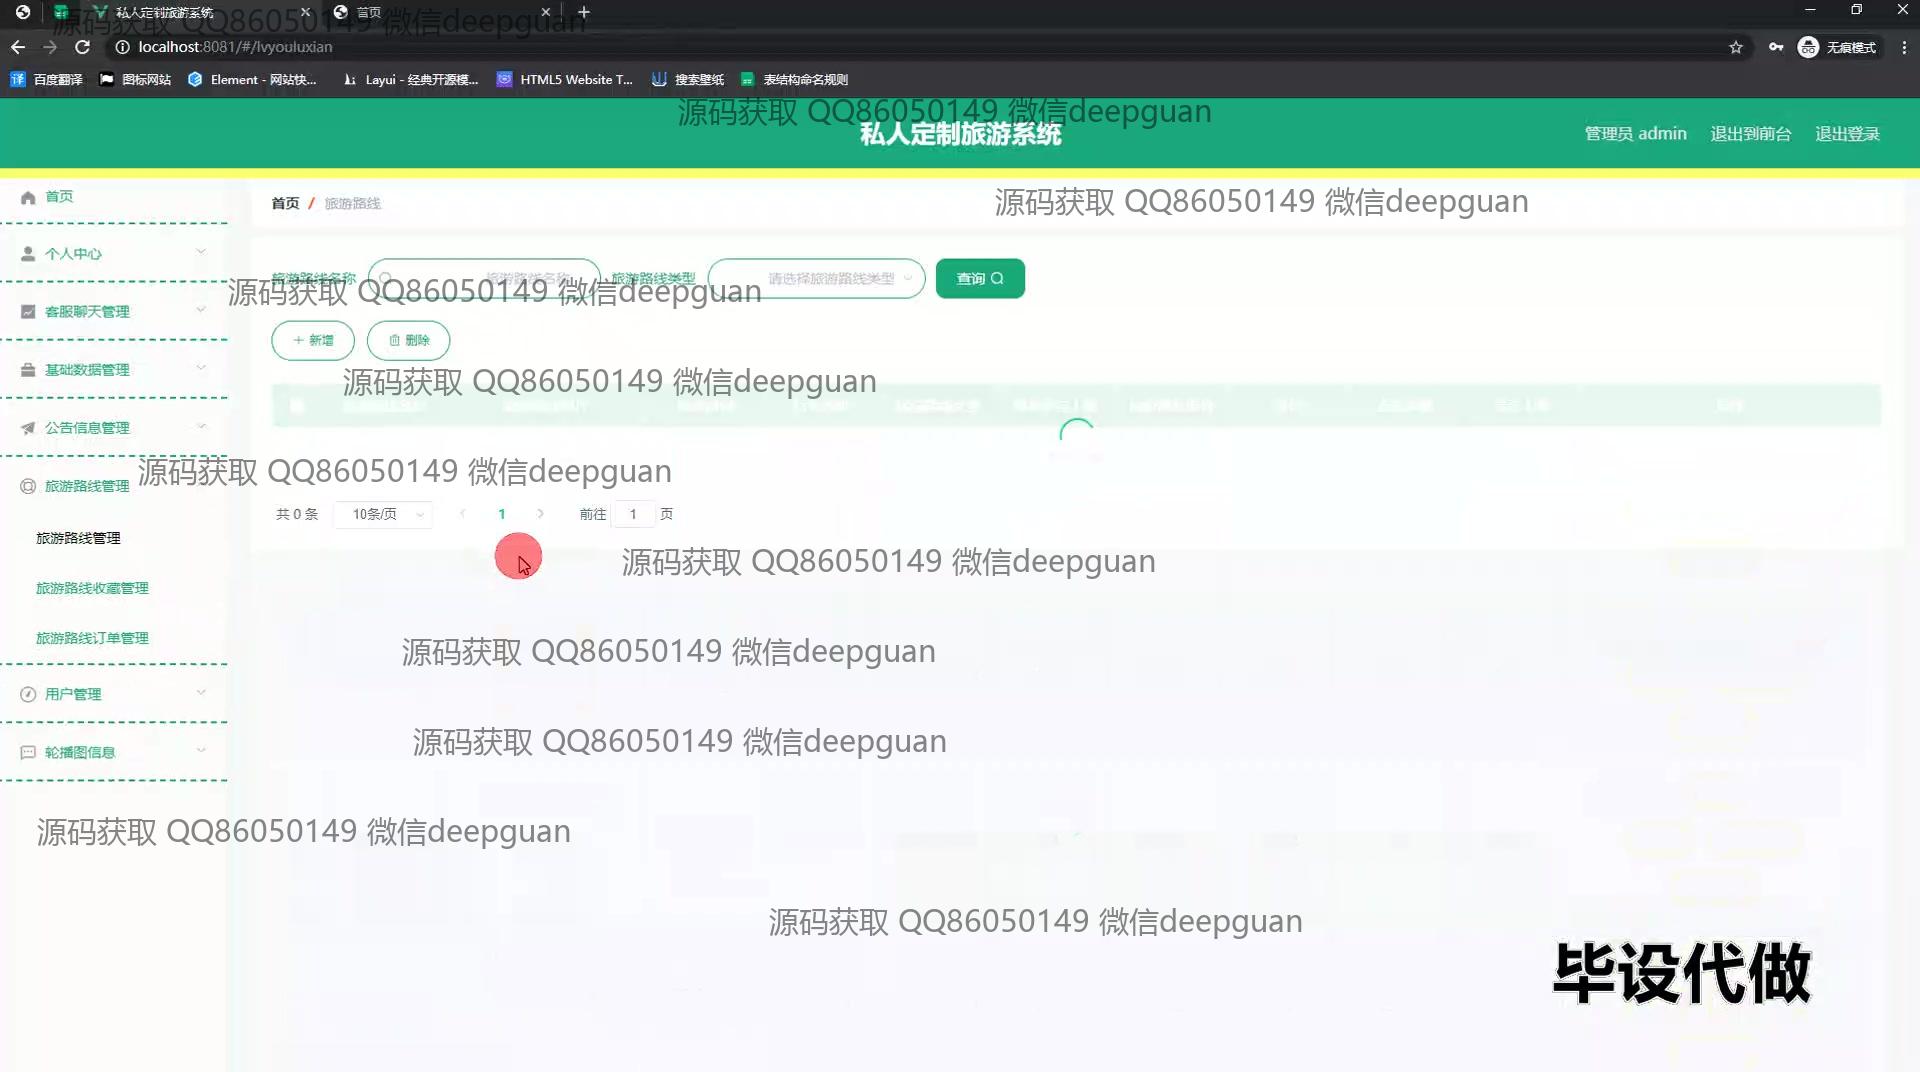 私人定制旅游系统
首页
源码获取 QQ86050149 微信deepguan
localhost:8081/#/lvyouluxian
无痕模式
百度翻译
图标网站
Element - 网站快...
Layui - 经典开源模...
HTML5 Website T...
搜索壁纸
表结构命名规则
源码获取 QQ86050149 微信deepguan
私人定制旅游系统
管理员 admin
退出到前台
退出登录
首页
首页 / 旅游路线
源码获取 QQ86050149 微信deepguan
个人中心
旅游路线名称
旅游路线名称
旅游路线类型
请选择旅游路线类型
查询
源码获取 QQ86050149 微信deepguan
客服聊天管理
新增
删除
基础数据管理
源码获取 QQ86050149 微信deepguan
公告信息管理
源码获取 QQ86050149 微信deepguan
旅游路线管理
共 0 条
10条/页
1
前往 1 页
旅游路线管理
源码获取 QQ86050149 微信deepguan
旅游路线收藏管理
旅游路线订单管理
源码获取 QQ86050149 微信deepguan
用户管理
源码获取 QQ86050149 微信deepguan
轮播图信息
源码获取 QQ86050149 微信deepguan
源码获取 QQ86050149 微信deepguan
毕设代做